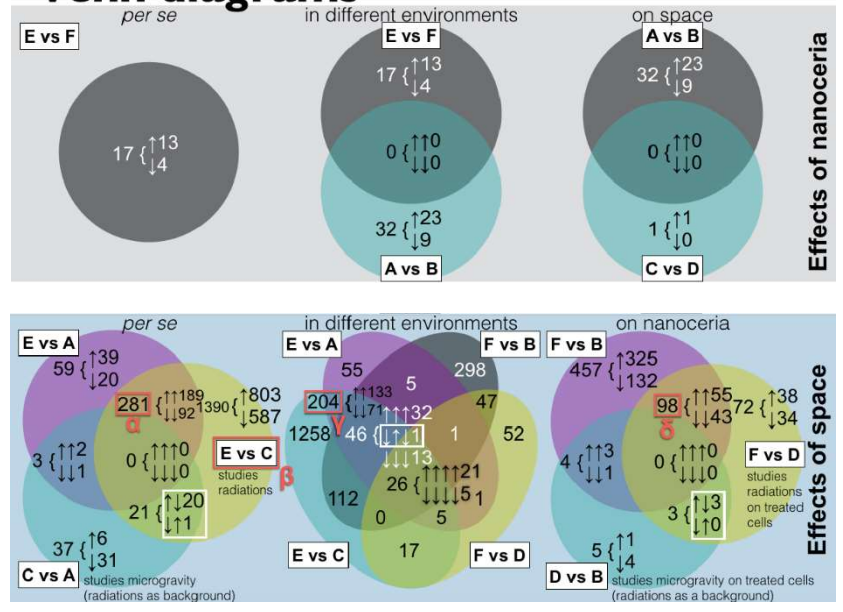 Venn diagrams
per se
in different environments
on space
E vs F
E vs F
A vs B
17 { ↑13 ↓4
17 { ↑13 ↓4
32 { ↑23 ↓9
0 { ↑↑0 ↓↓0
0 { ↑↑0 ↓↓0
32 { ↑23 ↓9
1 { ↑1 ↓0
A vs B
C vs D
Effects of nanoceria
per se
in different environments
on nanoceria
E vs A
59 { ↑39 ↓20
281 { ↑↑189 ↓↓92
α
1390 { ↑803 ↓587
E vs C
β
studies
radiations
3 { ↑↑2 ↓↓1
0 { ↑↑↑0 ↓↓↓0
21 { ↑↓20 ↓↑1
37 { ↑6 ↓31
C vs A
studies microgravity
(radiations as background)
E vs A
F vs B
55
298
5
204 { ↑↑133 ↓↓71
γ
47
↑↑↑32
1258
46 { ↓↑↓1
1
52
↓↓↓13
26 { ↑↑↑↑21 ↓↓↓↓5
1
112
0
5
17
E vs C
F vs D
F vs B
457 { ↑325 ↓132
98 { ↑↑55 ↓↓43
δ
72 { ↑38 ↓34
F vs D
studies
radiations
on treated
cells
4 { ↑↑3 ↓↓1
0 { ↑↑↑0 ↓↓↓0
3 { ↑↓3 ↓↑0
5 { ↑1 ↓4
D vs B
studies microgravity on treated cells
(radiations as a background)
Effects of space